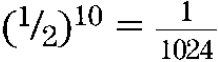 (½)¹⁰ = 1/1024